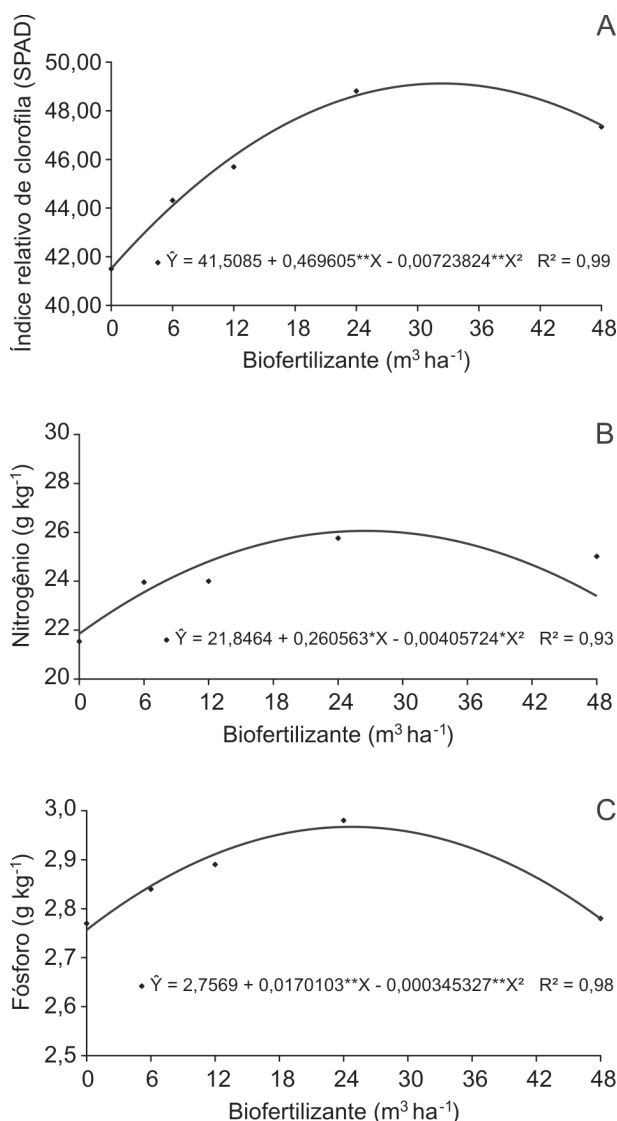 A
Índice relativo de clorofila (SPAD)
50,00
48,00
46,00
44,00
42,00
40,00
Ŷ = 41,5085 + 0,469605**X - 0,00723824**X² R² = 0,99
0 6 12 18 24 30 36 42 48
Biofertilizante (m³ ha⁻¹)
B
Nitrogênio (g kg⁻¹)
30
28
26
24
22
20
Ŷ = 21,8464 + 0,260563*X - 0,00405724*X² R² = 0,93
0 6 12 18 24 30 36 42 48
Biofertilizante (m³ ha⁻¹)
C
Fósforo (g kg⁻¹)
3,0
2,9
2,8
2,7
2,6
2,5
Ŷ = 2,7569 + 0,0170103**X - 0,000345327**X² R² = 0,98
0 6 12 18 24 30 36 42 48
Biofertilizante (m³ ha⁻¹)